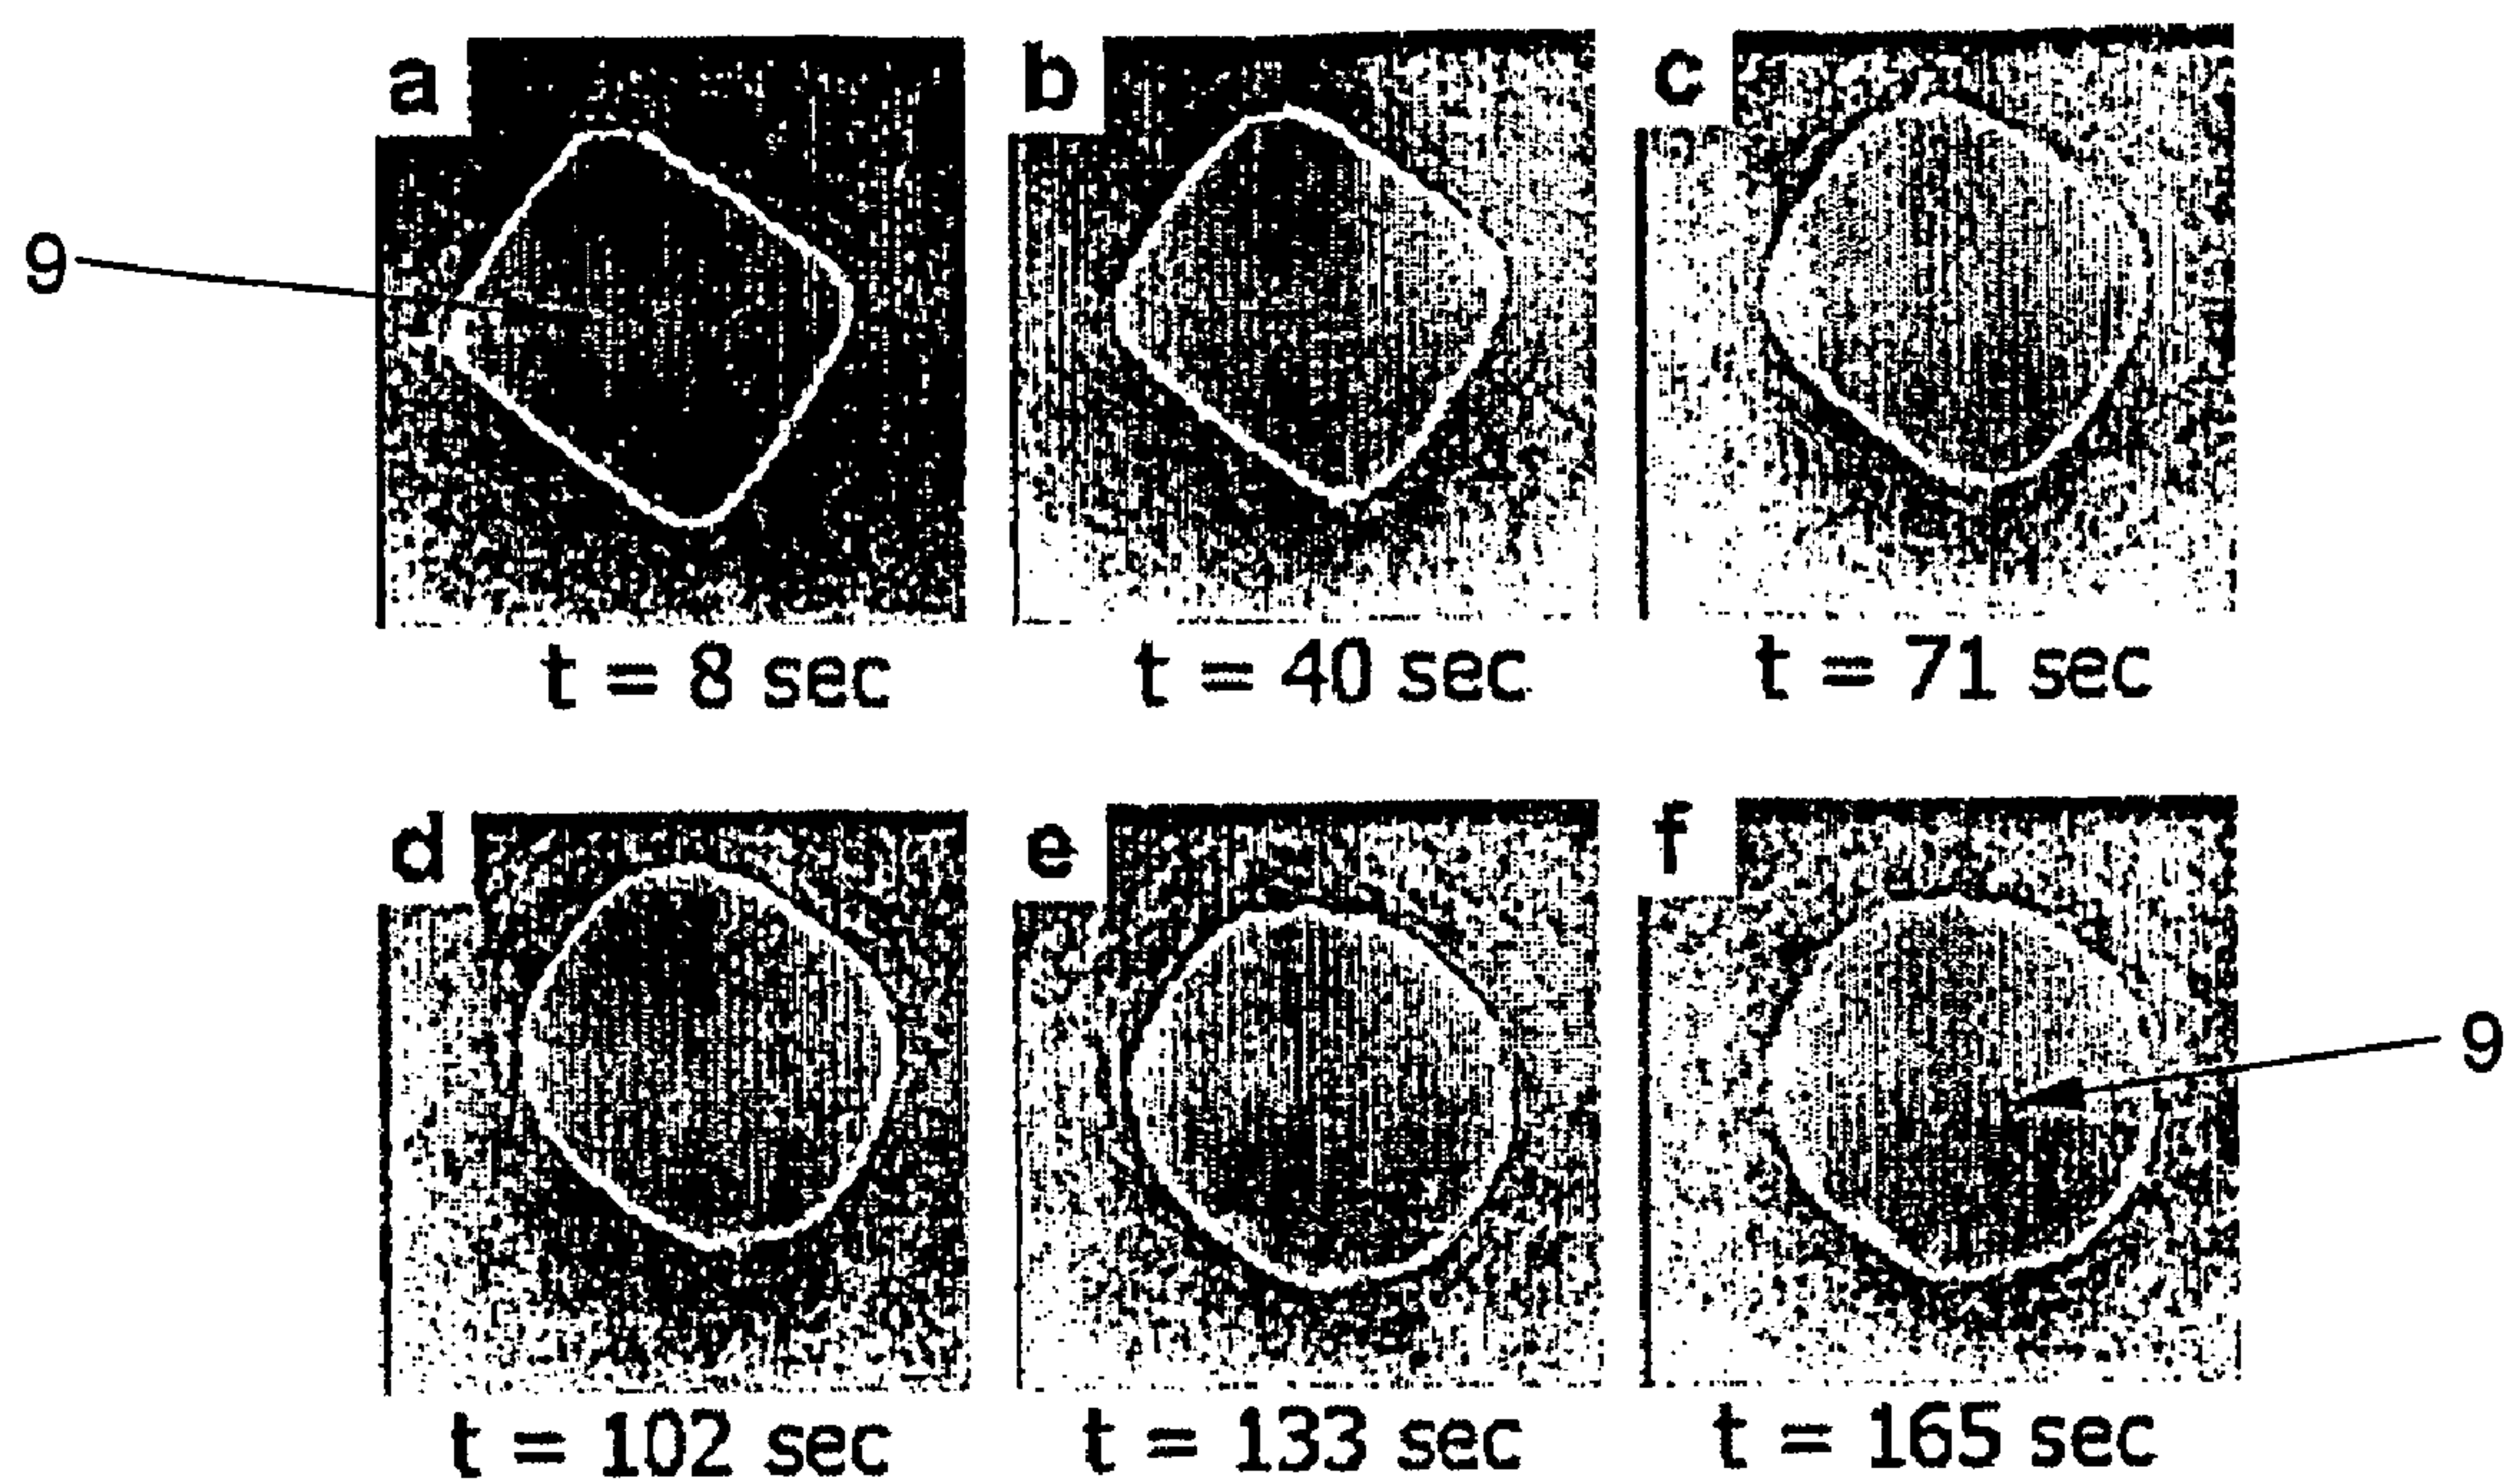 a b c
9
t = 8 sec t = 40 sec t = 71 sec
d e f
9
t = 102 sec t = 133 sec t = 165 sec